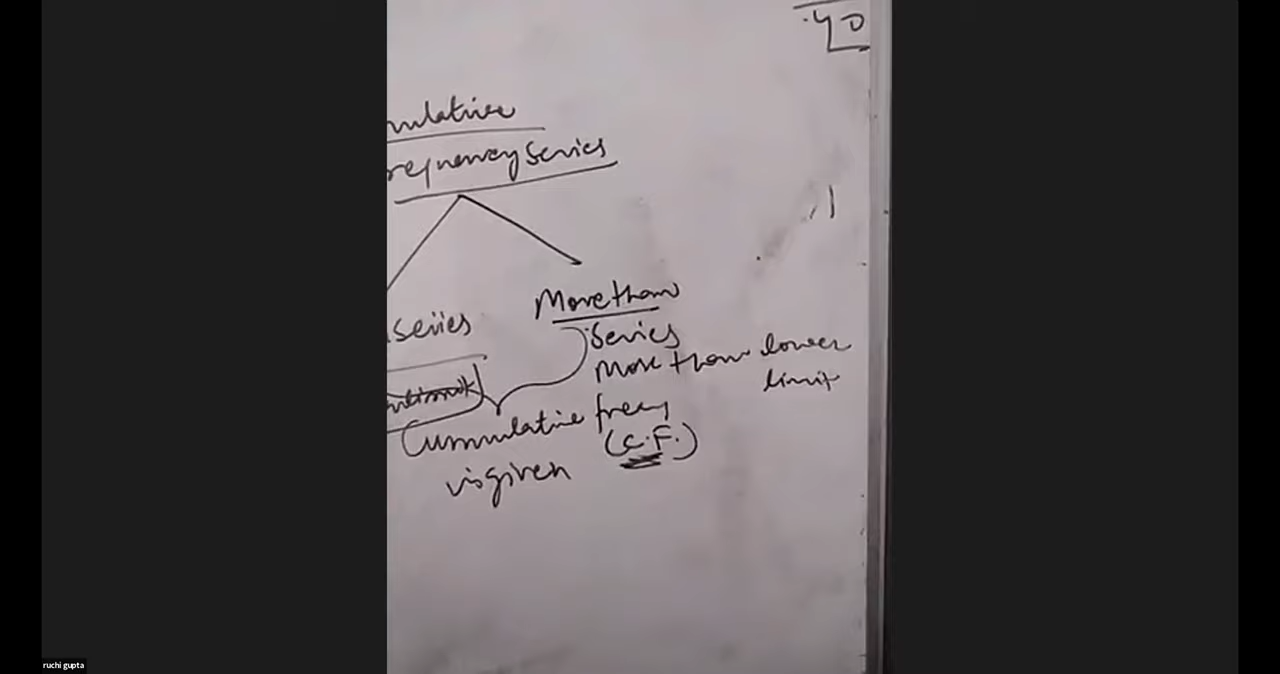 40
mulative
requency Series
Series
More than
Series
More than lower
limit
Cummulative freq
(C.F.)
is given
ruchi gupta